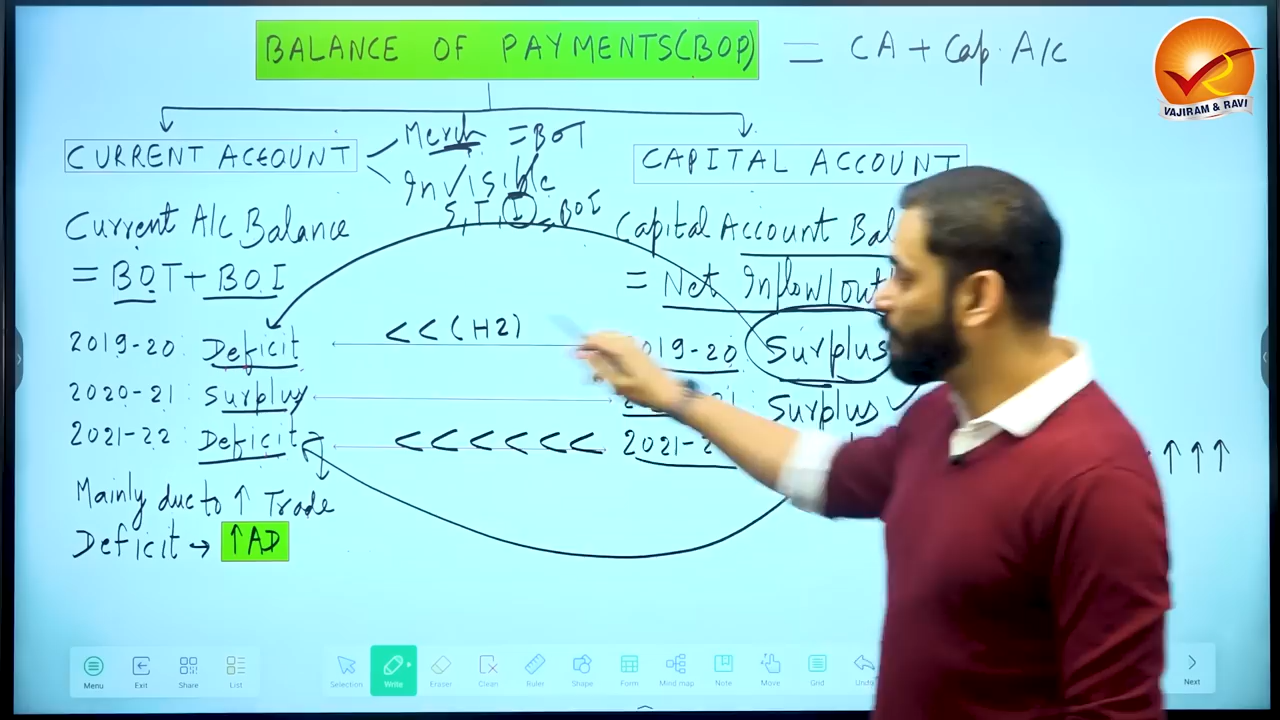 BALANCE OF PAYMENTS(BOP) = CA + Cap. A/c
VAJIRAM & RAVI
CURRENT ACCOUNT
Merch = BOT
Invisible
S, T, I = BOI
CAPITAL ACCOUNT
Current A/c Balance
= BOT + BOI
Capital Account Bal
= Net Inflow/out
2019-20: Deficit
<< (H2)
2019-20 Surplus
2020-21: Surplus
Surplus
2021-22: Deficit
< < < < < <
2021-2
↑ ↑ ↑
Mainly due to ↑ Trade
Deficit → ↑AD
Menu
Exit
Share
List
Selection
Write
Eraser
Clean
Ruler
Shape
Form
Mind map
Note
Move
Grid
Undo
Next